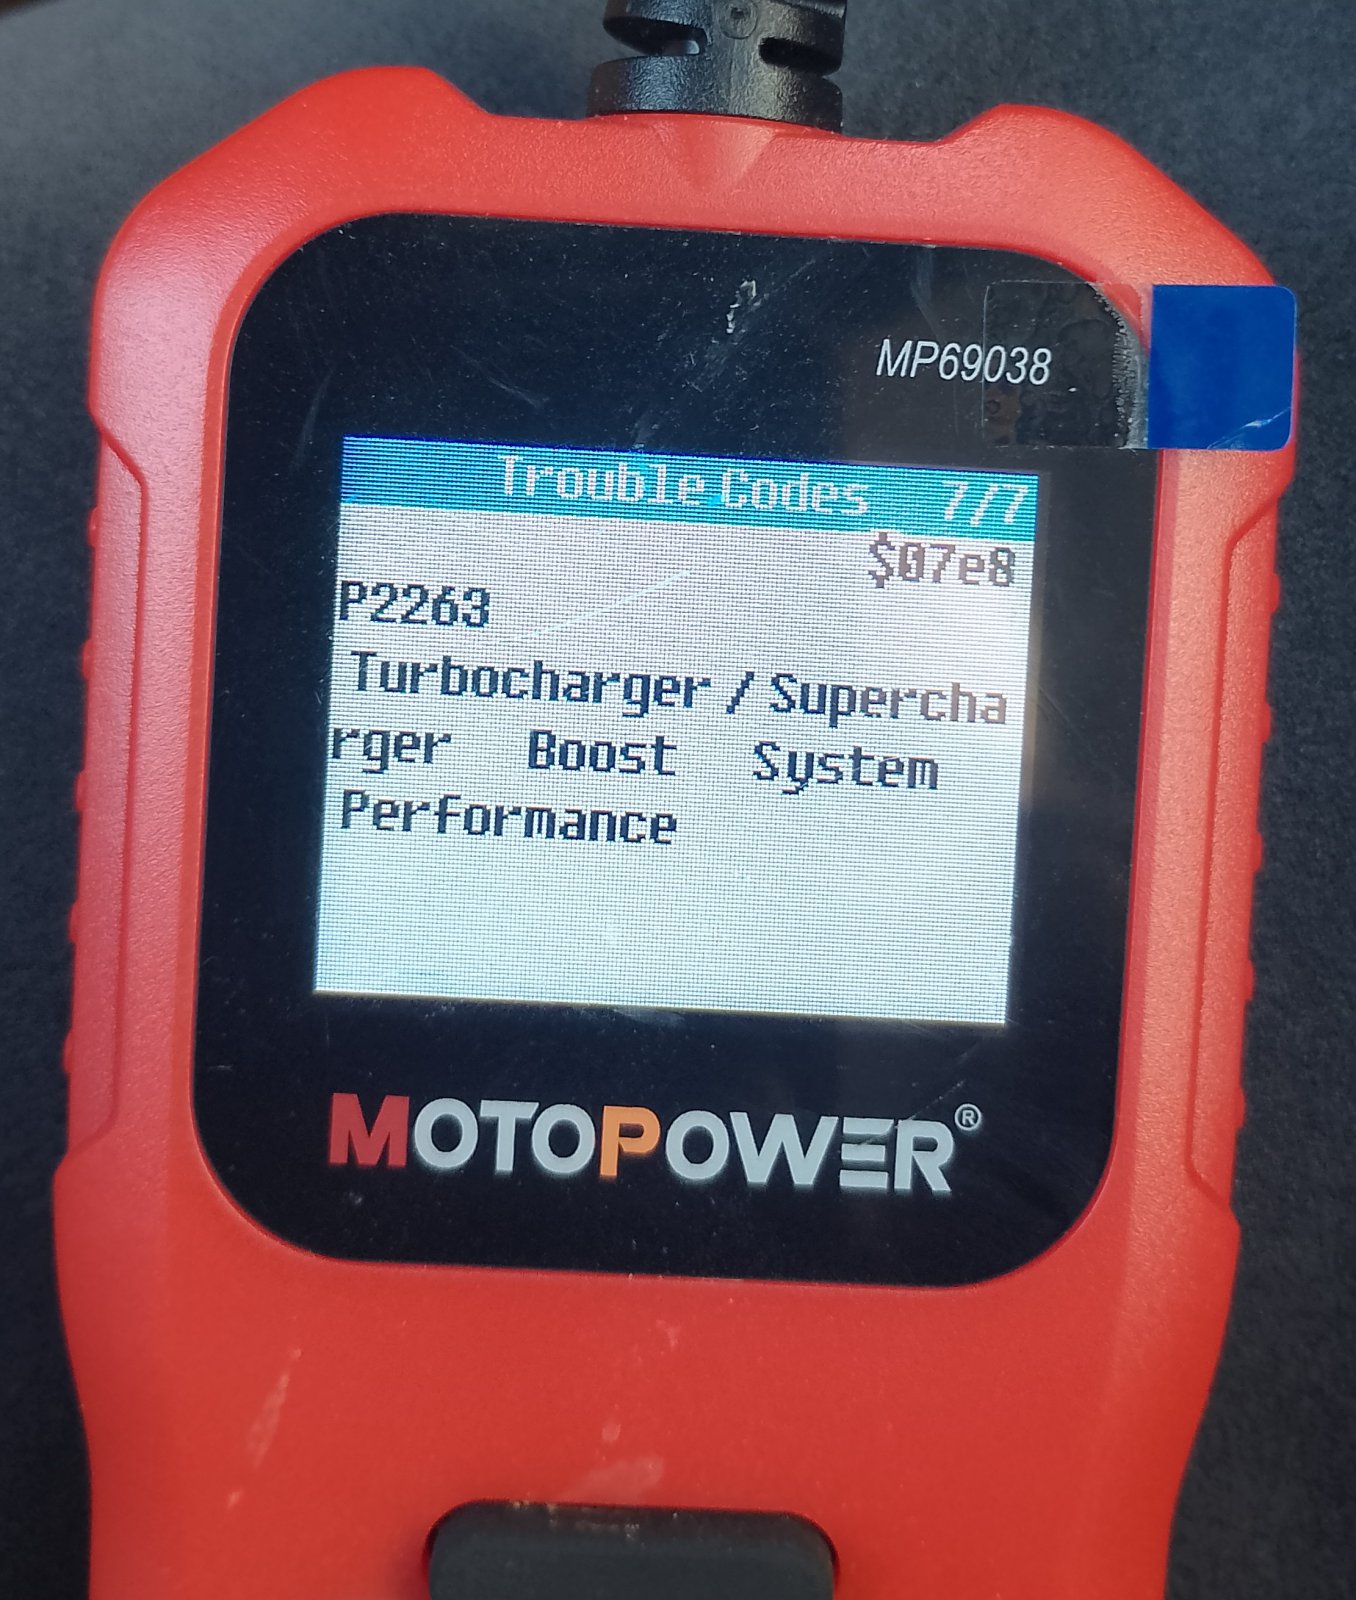 MP69038
Trouble Codes 7/7
$07e8
P2263
Turbocharger / Supercha
rger Boost System
Performance
MOTOPOWER®